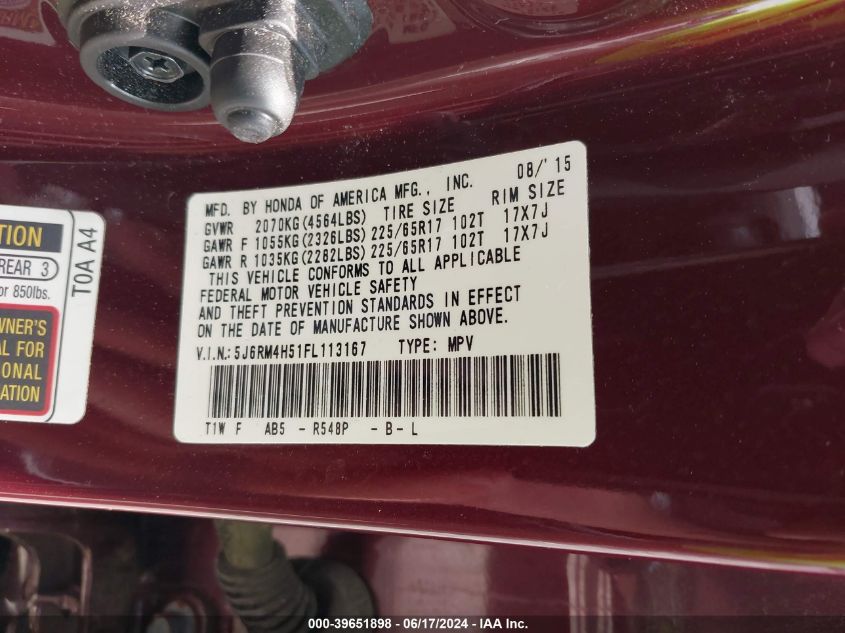 MFD. BY HONDA OF AMERICA MFG., INC. 08/'15
GVWR 2070KG(4564LBS) TIRE SIZE RIM SIZE
GAWR F 1055KG(2326LBS) 225/65R17 102T 17X7J
GAWR R 1035KG(2282LBS) 225/65R17 102T 17X7J
THIS VEHICLE CONFORMS TO ALL APPLICABLE
FEDERAL MOTOR VEHICLE SAFETY
AND THEFT PREVENTION STANDARDS IN EFFECT
ON THE DATE OF MANUFACTURE SHOWN ABOVE.
V.I.N.: 5J6RM4H51FL113167 TYPE: MPV
T1W F AB5 - R548P - B - L
TION
REAR 3
or 850lbs.
WNER'S
AL FOR
IONAL
ATION
T0A A4
000-39651898 - 06/17/2024 - IAA Inc.